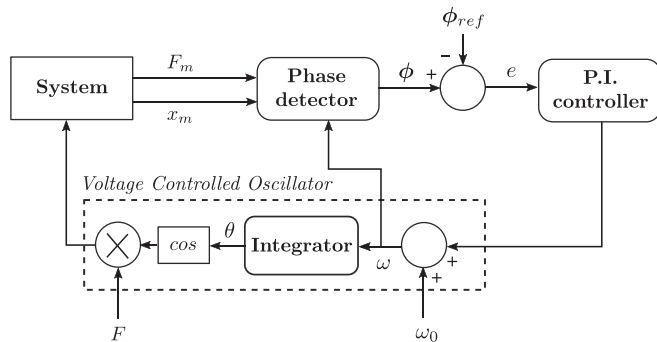 ϕ_ref
F_m
System
x_m
Phase
detector
ϕ
+
−
e
P.I.
controller
Voltage Controlled Oscillator
cos
θ
Integrator
ω
+
+
F
ω_0